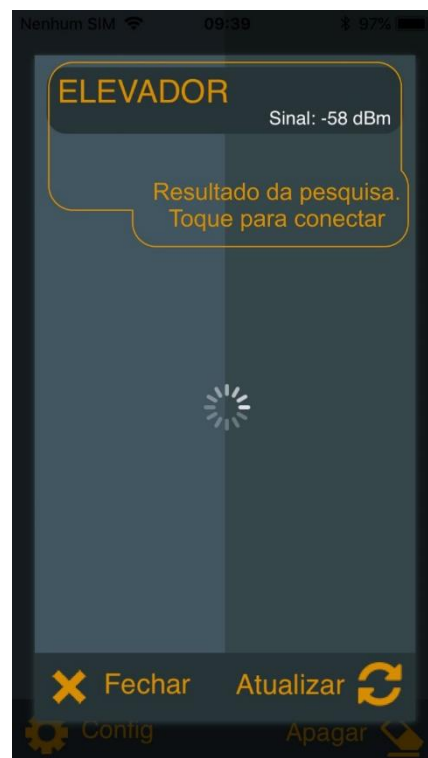 Nenhum SIM 09:39 97%
ELEVADOR
Sinal: -58 dBm
Resultado da pesquisa.
Toque para conectar
Fechar Atualizar
Config Apagar